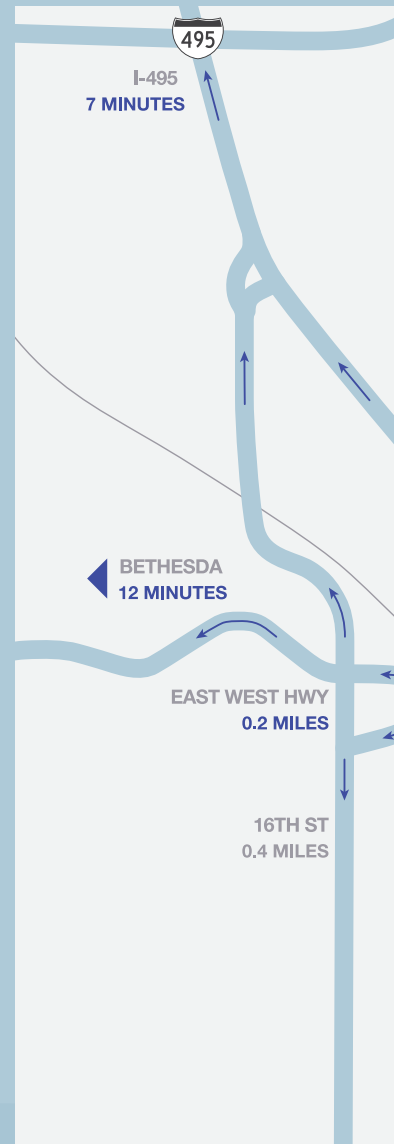 495
I-495
7 MINUTES
BETHESDA
12 MINUTES
EAST WEST HWY
0.2 MILES
16TH ST
0.4 MILES